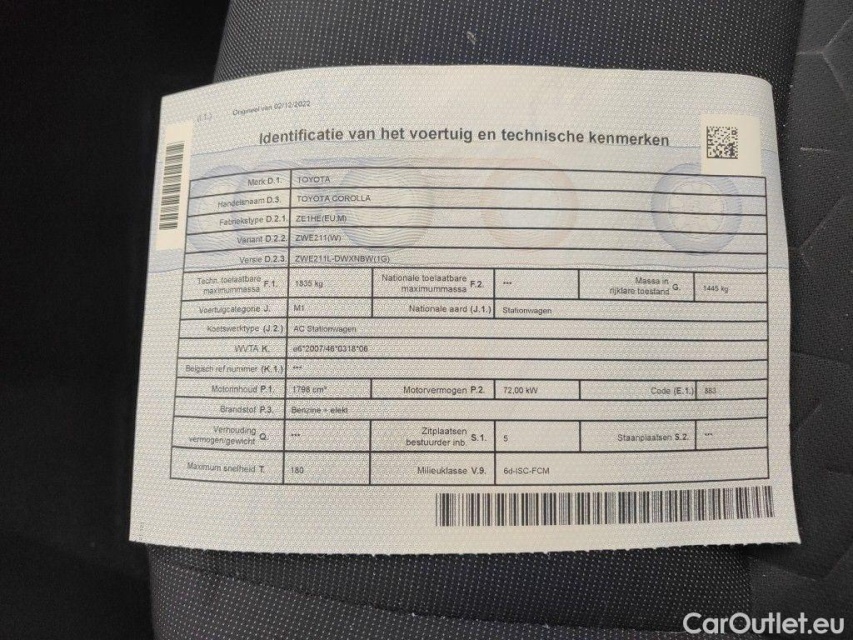 (I.1.) Origineel van 02/12/2022
Identificatie van het voertuig en technische kenmerken
Merk D.1. TOYOTA
Handelsnaam D.3. TOYOTA COROLLA
Fabriekstype D.2.1. ZE1HE(EU,M)
Variant D.2.2. ZWE211(W)
Versie D.2.3. ZWE211L-DWXNBW(1G)
Techn. toelaatbare maximummassa F.1. 1835 kg Nationale toelaatbare maximummassa F.2. *** Massa in rijklare toestand G. 1445 kg
Voertuigcategorie J. M1 Nationale aard (J.1.) Stationwagen
Koetswerktype (J.2.) AC Stationwagen
WVTA K. e6*2007/46*0318*06
Belgisch ref.nummer (K.1.) ***
Motorinhoud P.1. 1798 cm³ Motorvermogen P.2. 72,00 kW Code (E.1.) 883
Brandstof P.3. Benzine + elekt
Verhouding vermogen/gewicht Q. *** Zitplaatsen bestuurder inb. S.1. 5 Staanplaatsen S.2. ***
Maximum snelheid T. 180 Milieuklasse V.9. 6d-ISC-FCM
CarOutlet.eu